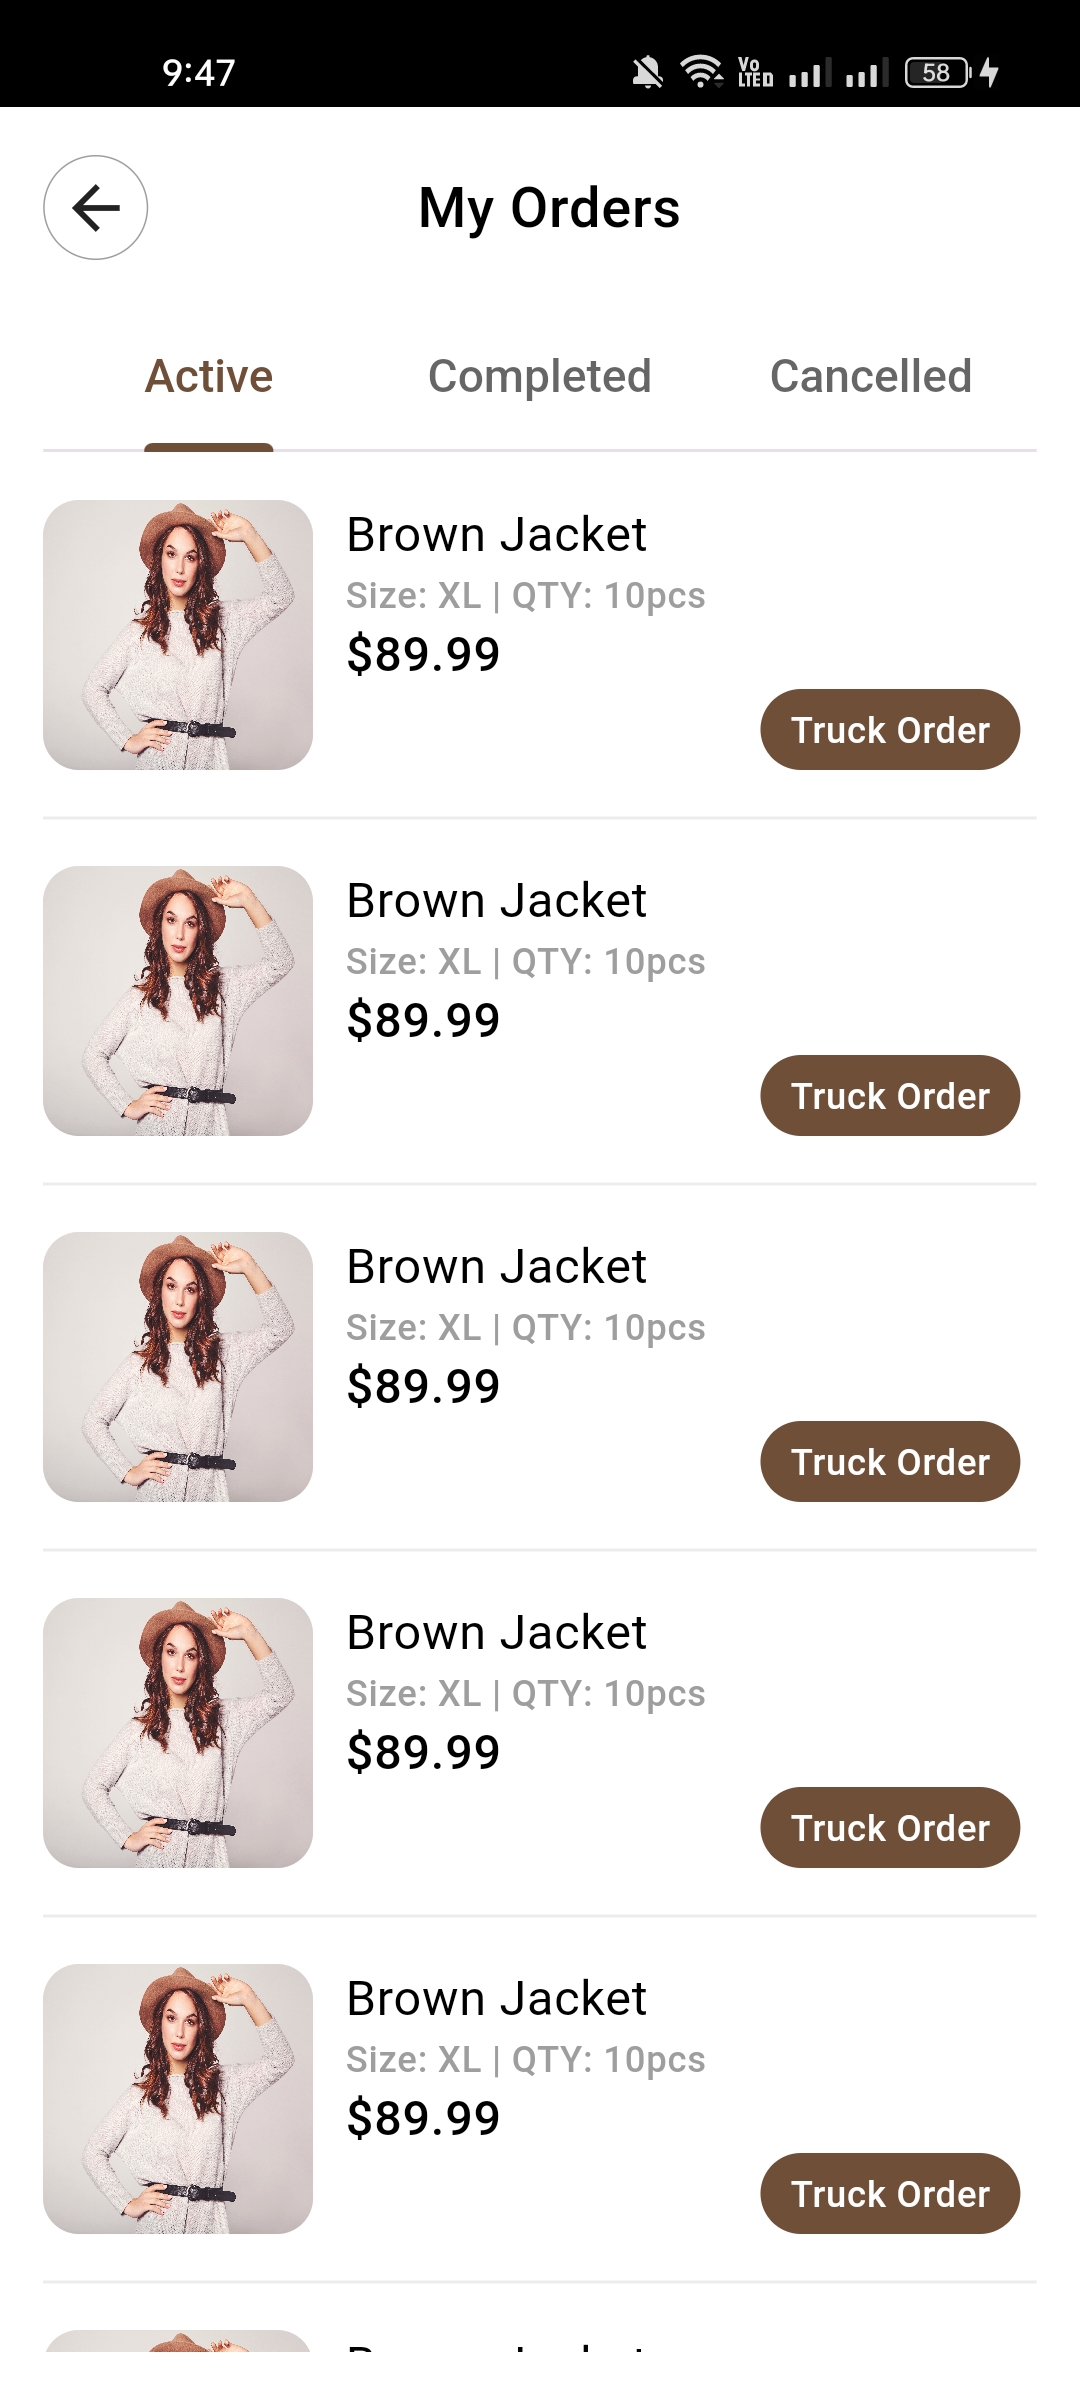 9:47
Vo
LTED
58
My Orders
Active
Completed
Cancelled
Brown Jacket
Size: XL | QTY: 10pcs
$89.99
Truck Order
Brown Jacket
Size: XL | QTY: 10pcs
$89.99
Truck Order
Brown Jacket
Size: XL | QTY: 10pcs
$89.99
Truck Order
Brown Jacket
Size: XL | QTY: 10pcs
$89.99
Truck Order
Brown Jacket
Size: XL | QTY: 10pcs
$89.99
Truck Order